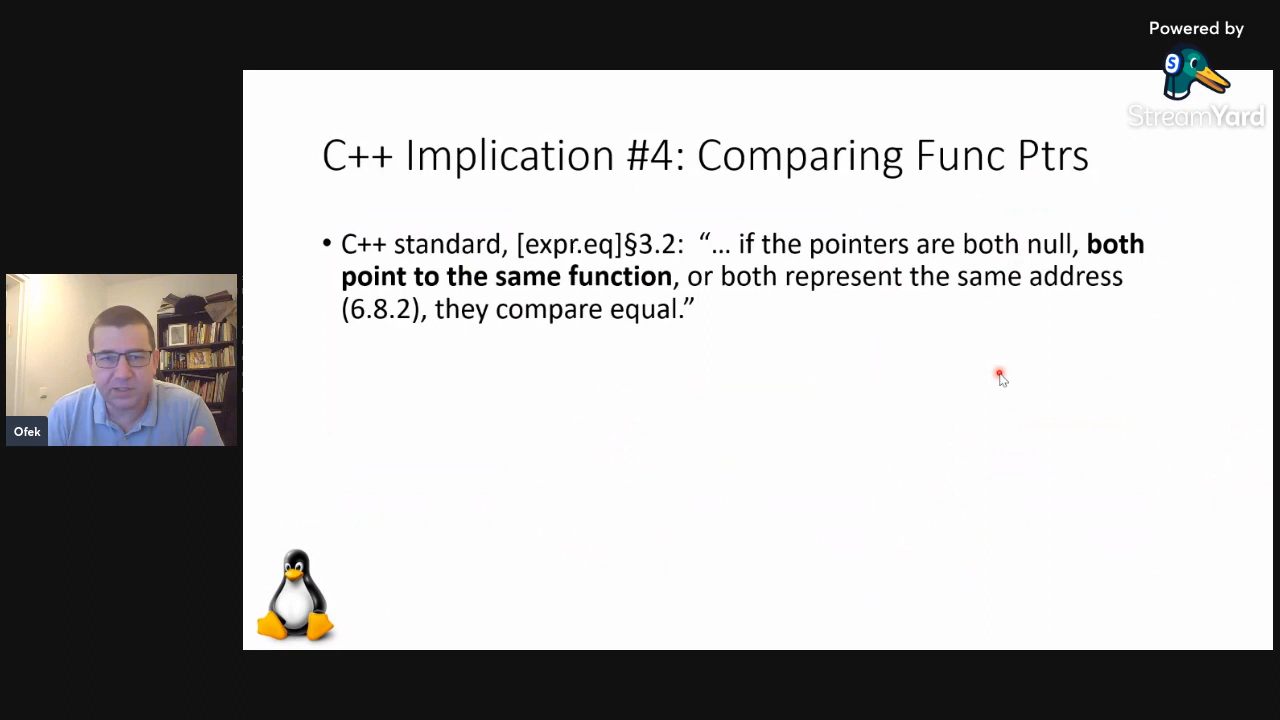 Powered by
StreamYard
C++ Implication #4: Comparing Func Ptrs
• C++ standard, [expr.eq]§3.2: “… if the pointers are both null, both
point to the same function, or both represent the same address
(6.8.2), they compare equal.”
Ofek